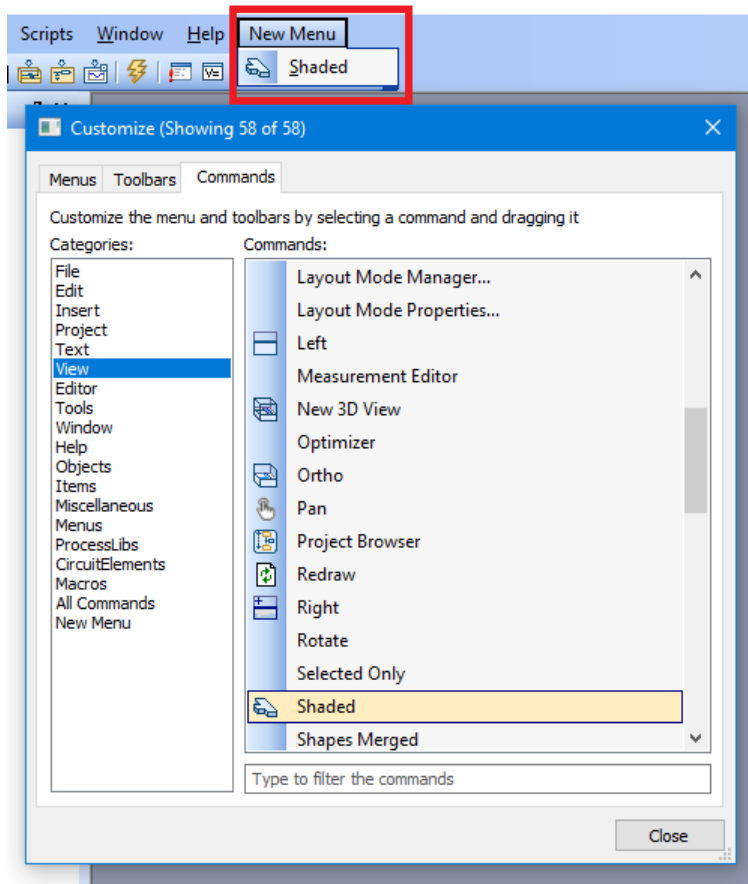 Scripts Window Help New Menu
Shaded
Customize (Showing 58 of 58)
Menus Toolbars Commands
Customize the menu and toolbars by selecting a command and dragging it
Categories:
File
Edit
Insert
Project
Text
View
Editor
Tools
Window
Help
Objects
Items
Miscellaneous
Menus
ProcessLibs
CircuitElements
Macros
All Commands
New Menu
Commands:
Layout Mode Manager...
Layout Mode Properties...
Left
Measurement Editor
New 3D View
Optimizer
Ortho
Pan
Project Browser
Redraw
Right
Rotate
Selected Only
Shaded
Shapes Merged
Type to filter the commands
Close